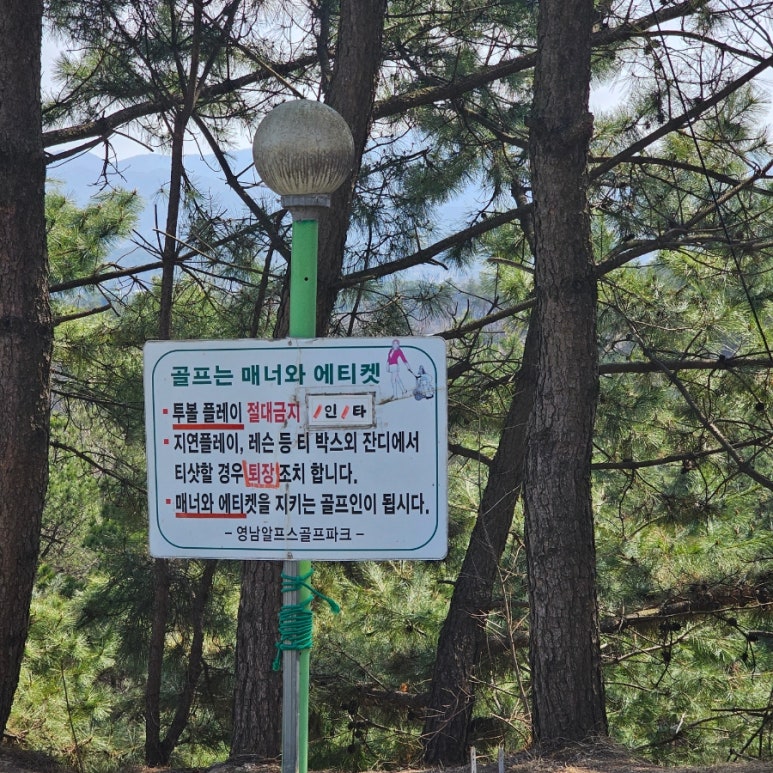 골프는 매너와 에티켓
▪ 투볼 플레이 절대금지 /인/타
▪ 지연플레이, 레슨 등 티 박스외 잔디에서
티샷할 경우 퇴장 조치 합니다.
▪ 매너와 에티켓을 지키는 골프인이 됩시다.
– 영남알프스골프파크 –